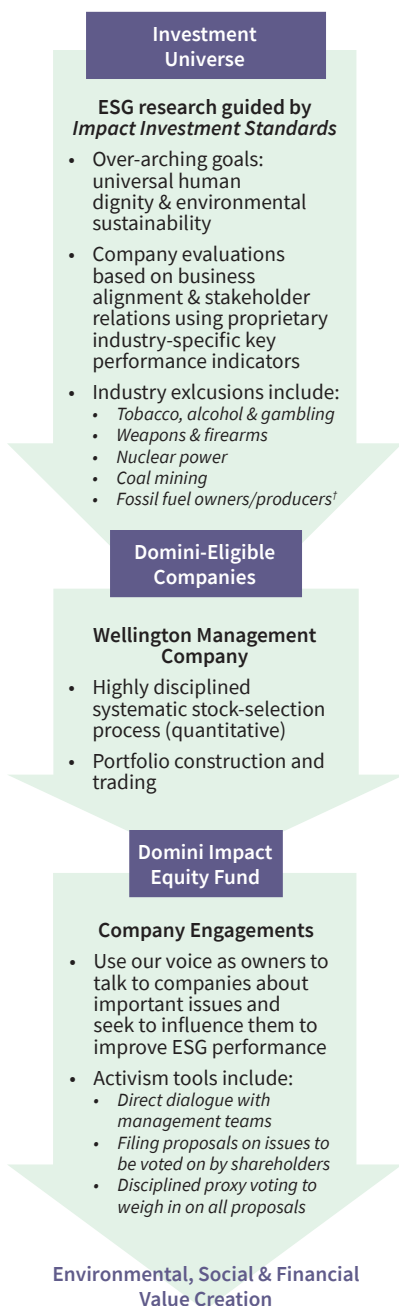 Investment
Universe
ESG research guided by
Impact Investment Standards
• Over-arching goals:
universal human
dignity & environmental
sustainability
• Company evaluations
based on business
alignment & stakeholder
relations using proprietary
industry-specific key
performance indicators
• Industry exlcusions include:
• Tobacco, alcohol & gambling
• Weapons & firearms
• Nuclear power
• Coal mining
• Fossil fuel owners/producers†
Domini-Eligible
Companies
Wellington Management
Company
• Highly disciplined
systematic stock-selection
process (quantitative)
• Portfolio construction and
trading
Domini Impact
Equity Fund
Company Engagements
• Use our voice as owners to
talk to companies about
important issues and
seek to influence them to
improve ESG performance
• Activism tools include:
• Direct dialogue with
management teams
• Filing proposals on issues to
be voted on by shareholders
• Disciplined proxy voting to
weigh in on all proposals
Environmental, Social & Financial
Value Creation